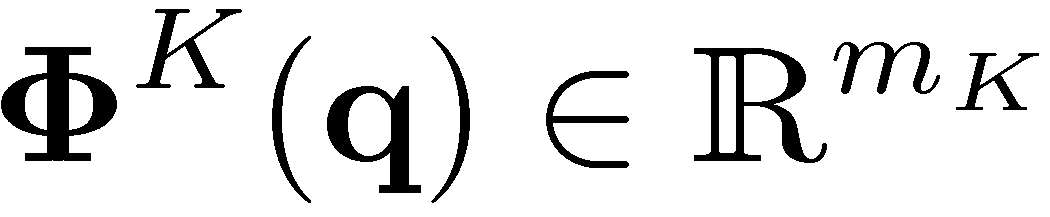 𝚽^K(𝐪) ∈ ℝ^{m_K}